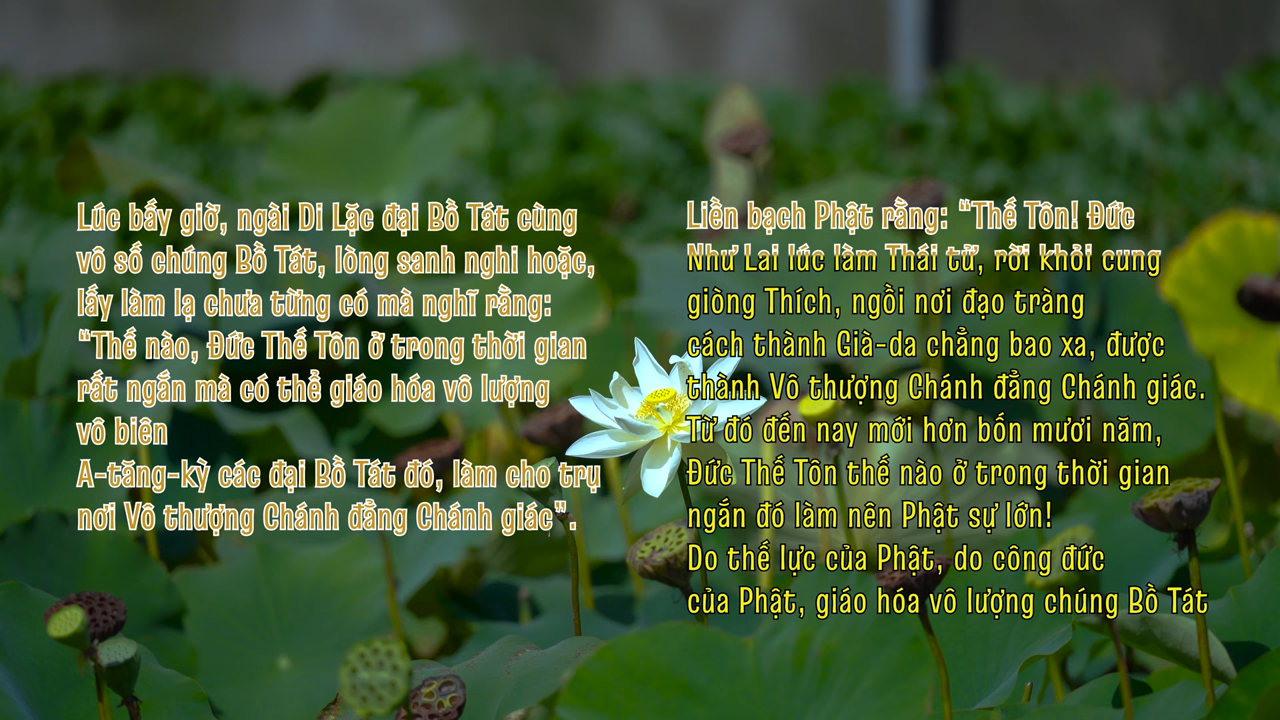 Lúc bấy giờ, ngài Di Lặc đại Bồ Tát cùng
vô số chúng Bồ Tát, lòng sanh nghi hoặc,
lấy làm lạ chưa từng có mà nghĩ rằng:
“Thế nào, Đức Thế Tôn ở trong thời gian
rất ngắn mà có thể giáo hóa vô lượng
vô biên
A-tăng-kỳ các đại Bồ Tát đó, làm cho trụ
nơi Vô thượng Chánh đẳng Chánh giác".
Liền bạch Phật rằng: “Thế Tôn! Đức
Như Lai lúc làm Thái tử, rời khỏi cung
giòng Thích, ngồi nơi đạo tràng
cách thành Già-da chẳng bao xa, được
thành Vô thượng Chánh đẳng Chánh giác.
Từ đó đến nay mới hơn bốn mươi năm,
Đức Thế Tôn thế nào ở trong thời gian
ngắn đó làm nên Phật sự lớn!
Do thế lực của Phật, do công đức
của Phật, giáo hóa vô lượng chúng Bồ Tát